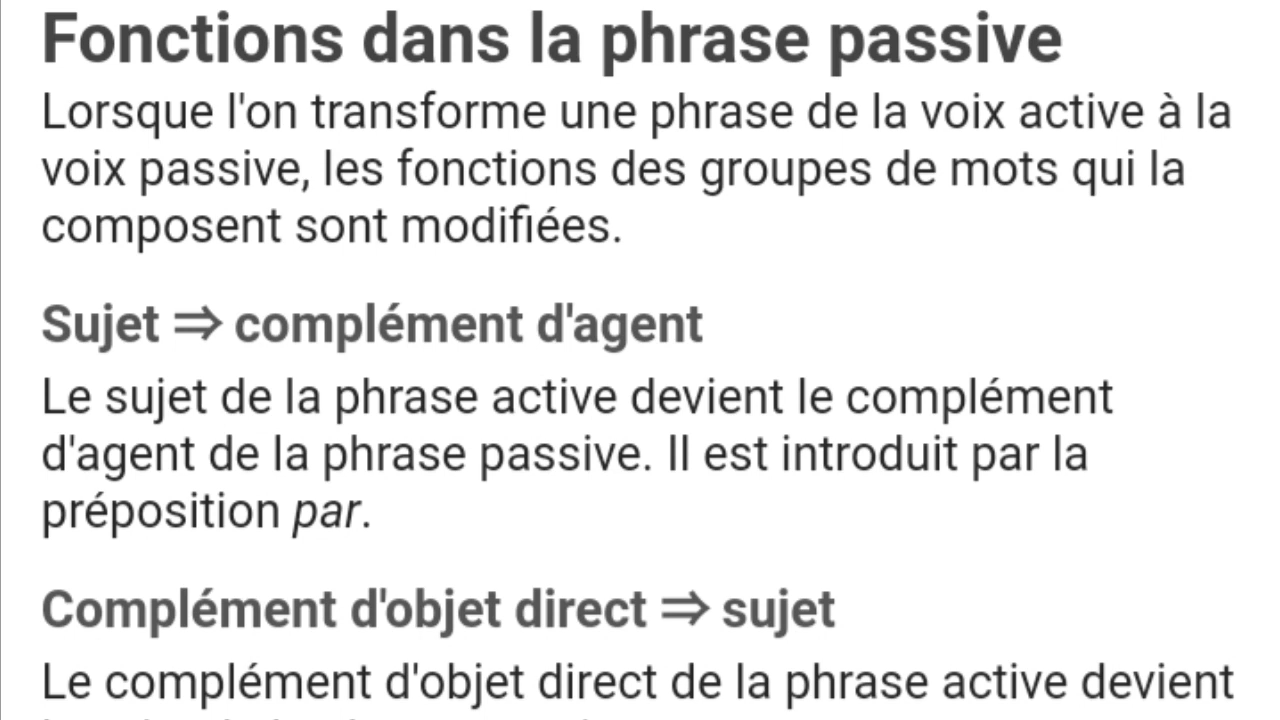 Fonctions dans la phrase passive
Lorsque l'on transforme une phrase de la voix active à la
voix passive, les fonctions des groupes de mots qui la
composent sont modifiées.
Sujet ⇒ complément d'agent
Le sujet de la phrase active devient le complément
d'agent de la phrase passive. Il est introduit par la
préposition par.
Complément d'objet direct ⇒ sujet
Le complément d'objet direct de la phrase active devient